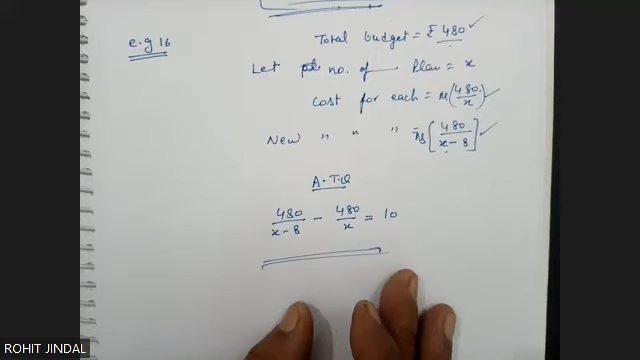 e.g 16
Total budget = ₹ 480
Let no. of Plan = x
Cost for each = Rs (480/x)
New " " " Rs [480/x-8]
A.T.Q
480/x-8 - 480/x = 10
ROHIT JINDAL